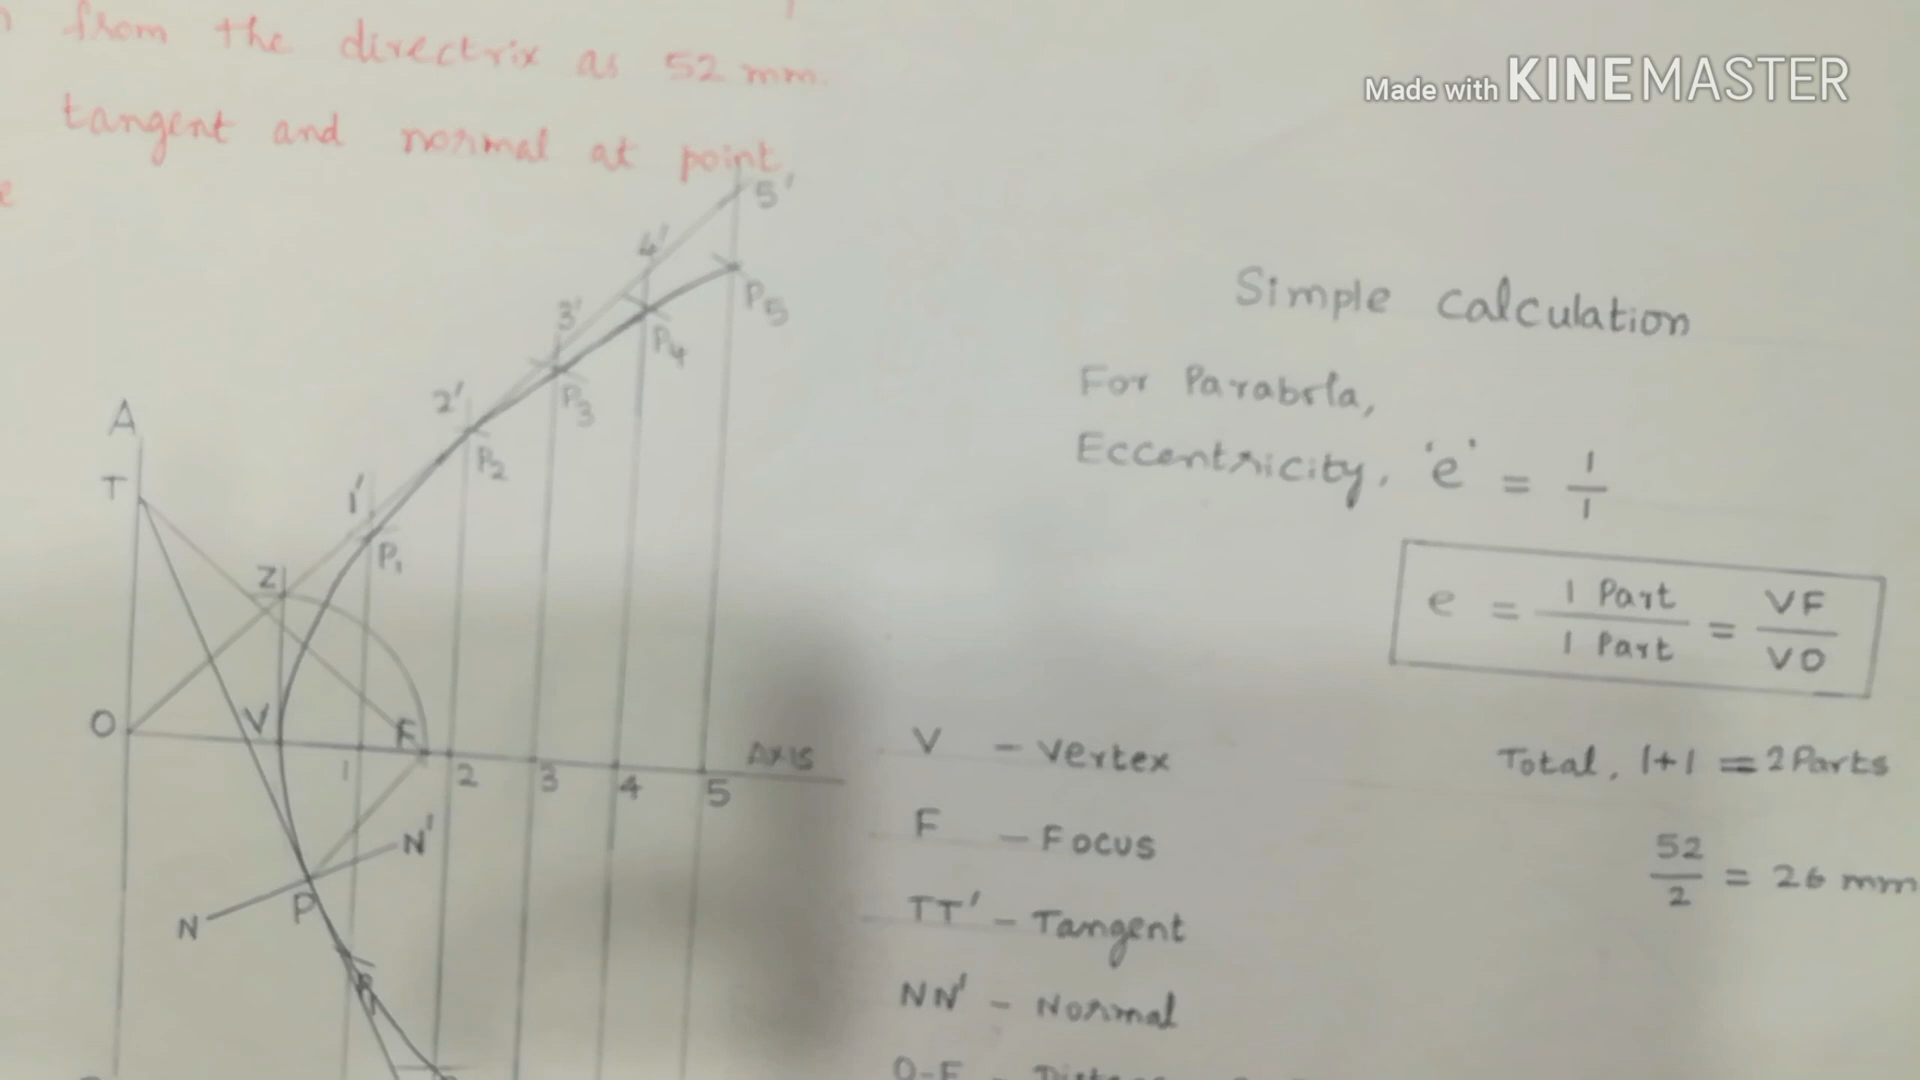 from the directrix as 52 mm.
tangent and normal at point,
Made with KINEMASTER
5'
4'
P5
3'
P4
Simple Calculation
For Parabola,
2'
P3
A
P2
Eccentricity, 'e' = 1/1
T
1'
P1
Z
e = 1 Part / 1 Part = VF / VO
O V F Axis
1 2 3 4 5
V - Vertex
Total, 1+1 = 2 Parts
N'
F - Focus
52/2 = 26 mm
P
N
TT' - Tangent
NN' - Normal
O-F -